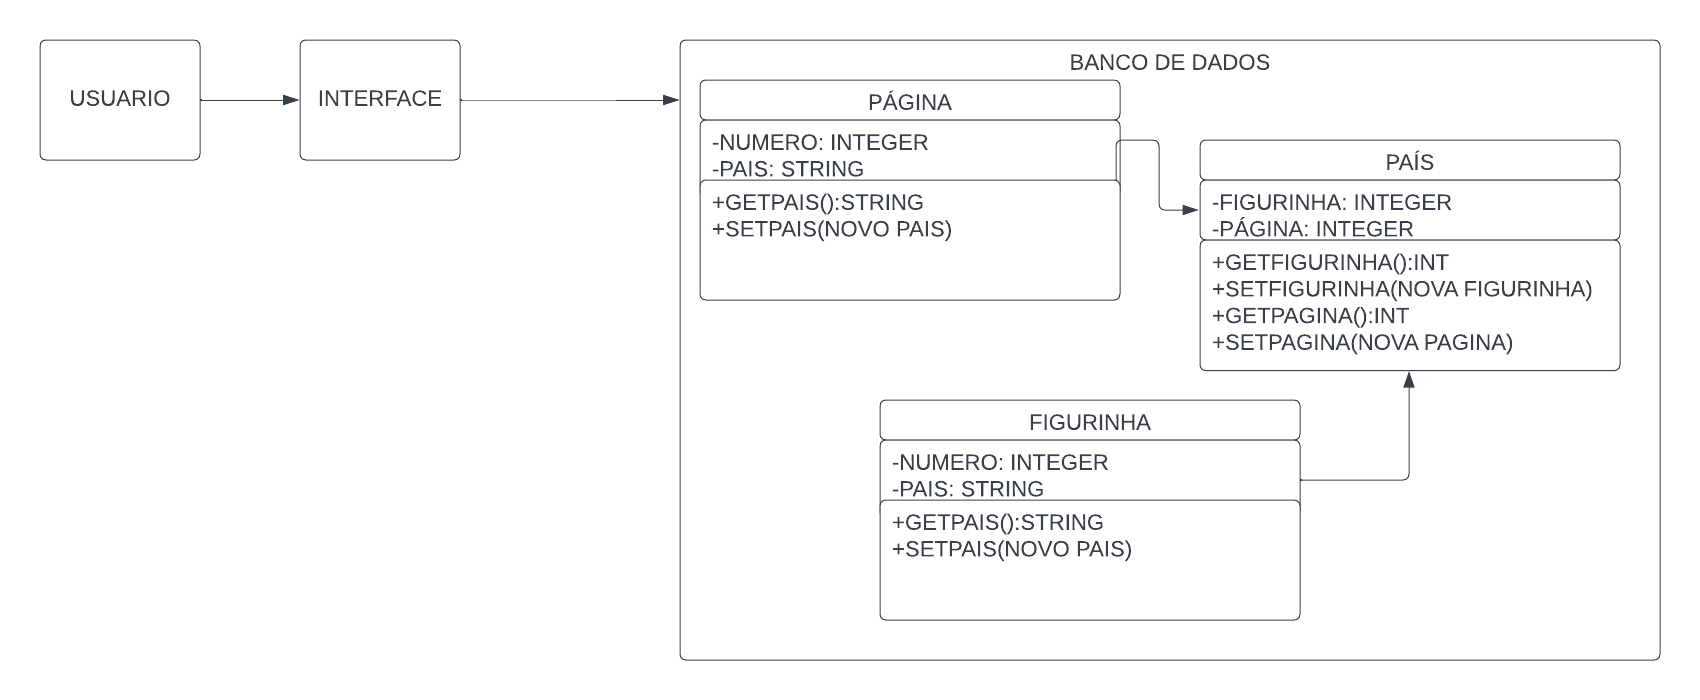 USUARIO
INTERFACE
BANCO DE DADOS
PÁGINA
-NUMERO: INTEGER
-PAIS: STRING
+GETPAIS():STRING
+SETPAIS(NOVO PAIS)
PAÍS
-FIGURINHA: INTEGER
-PÁGINA: INTEGER
+GETFIGURINHA():INT
+SETFIGURINHA(NOVA FIGURINHA)
+GETPAGINA():INT
+SETPAGINA(NOVA PAGINA)
FIGURINHA
-NUMERO: INTEGER
-PAIS: STRING
+GETPAIS():STRING
+SETPAIS(NOVO PAIS)